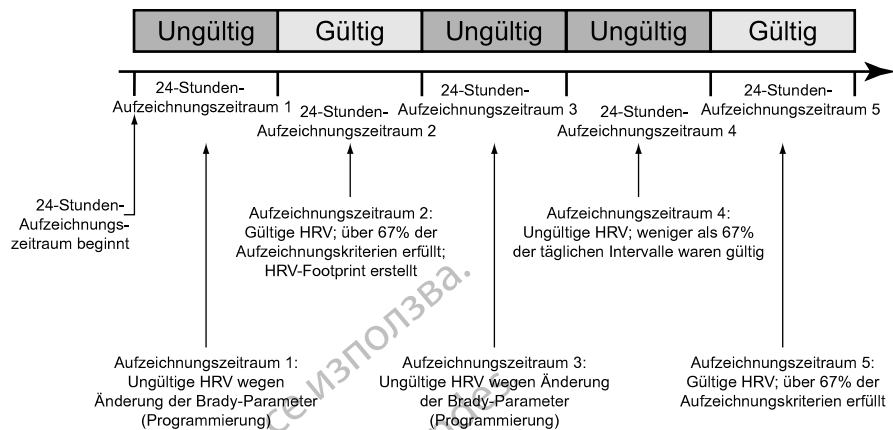 Ungültig Gültig Ungültig Ungültig Gültig
24-Stunden-
Aufzeichnungszeitraum 1
24-Stunden-
Aufzeichnungszeitraum 2
24-Stunden-
Aufzeichnungszeitraum 3
24-Stunden-
Aufzeichnungszeitraum 4
24-Stunden-
Aufzeichnungszeitraum 5
24-Stunden-
Aufzeichnungs-
zeitraum beginnt
Aufzeichnungszeitraum 2:
Gültige HRV; über 67% der
Aufzeichnungskriterien erfüllt;
HRV-Footprint erstellt
Aufzeichnungszeitraum 4:
Ungültige HRV; weniger als 67%
der täglichen Intervalle waren gültig
Aufzeichnungszeitraum 1:
Ungültige HRV wegen
Änderung der Brady-Parameter
(Programmierung)
Aufzeichnungszeitraum 3:
Ungültige HRV wegen Änderung
der Brady-Parameter
(Programmierung)
Aufzeichnungszeitraum 5:
Gültige HRV; über 67% der
Aufzeichnungskriterien erfüllt
се използва.